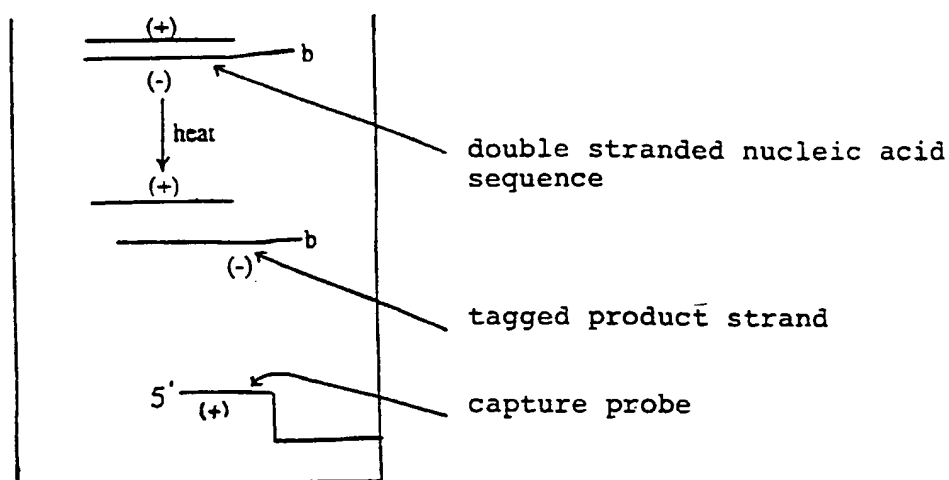 (+)
b
(-)
double stranded nucleic acid
sequence
heat
(+)
b
(-)
tagged product strand
5' (+)
capture probe